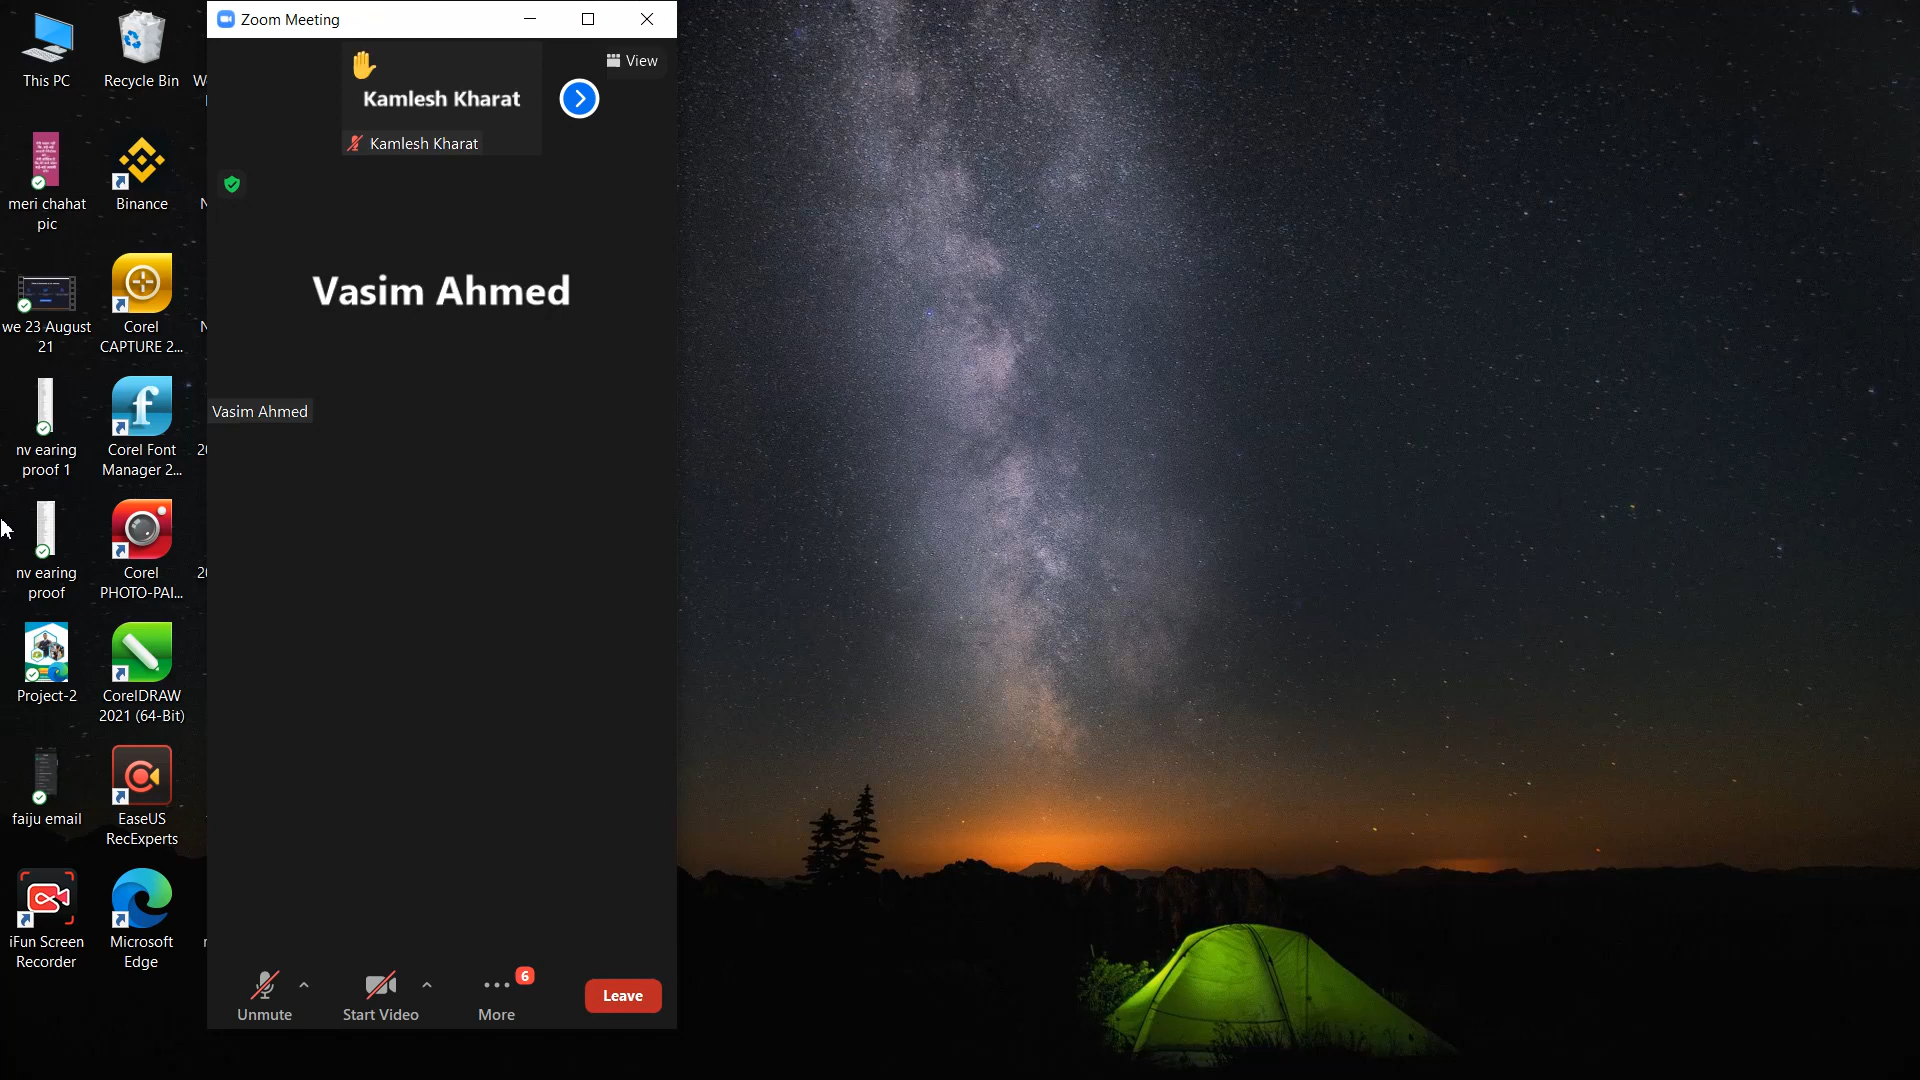 This PC
Recycle Bin
meri chahat
pic
Binance
we 23 August
21
Corel
CAPTURE 2...
nv earing
proof 1
Corel Font
Manager 2...
nv earing
proof
Corel
PHOTO-PAI...
Project-2
CorelDRAW
2021 (64-Bit)
faiju email
EaseUS
RecExperts
iFun Screen
Recorder
Microsoft
Edge
Zoom Meeting
View
Kamlesh Kharat
Kamlesh Kharat
Vasim Ahmed
Vasim Ahmed
Unmute
Start Video
6
More
Leave